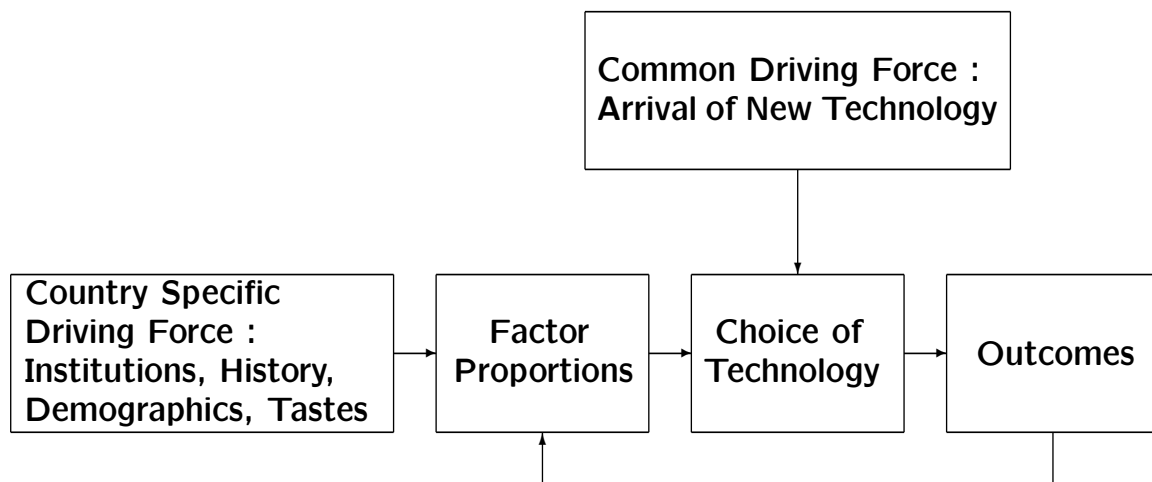 Common Driving Force :
Arrival of New Technology
Country Specific
Driving Force :
Institutions, History,
Demographics, Tastes
Factor
Proportions
Choice of
Technology
Outcomes